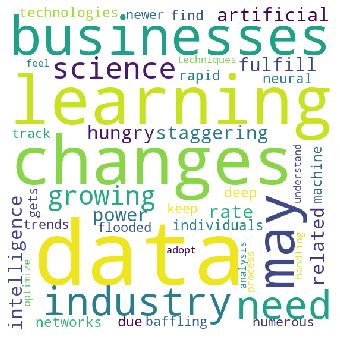 technologies newer find artificial
businesses
feel techniques
science rapid fulfill neural
learning
track hungry staggering
changes
understand
machine
deep
growing
gets
keep rate
may
related
intelligence
trends power individuals
flooded
data
adopt
analysis
process
handling
optimize
industry need
networks due baffling numerous